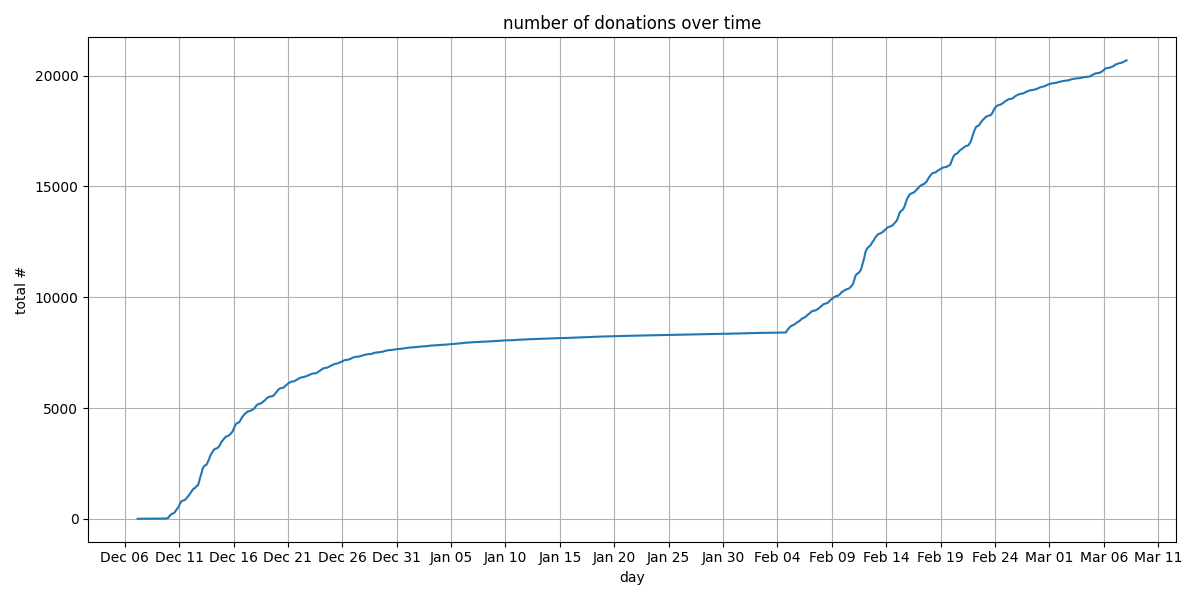 number of donations over time
20000
15000
10000
5000
0
total #
Dec 06 Dec 11 Dec 16 Dec 21 Dec 26 Dec 31 Jan 05 Jan 10 Jan 15 Jan 20 Jan 25 Jan 30 Feb 04 Feb 09 Feb 14 Feb 19 Feb 24 Mar 01 Mar 06 Mar 11
day